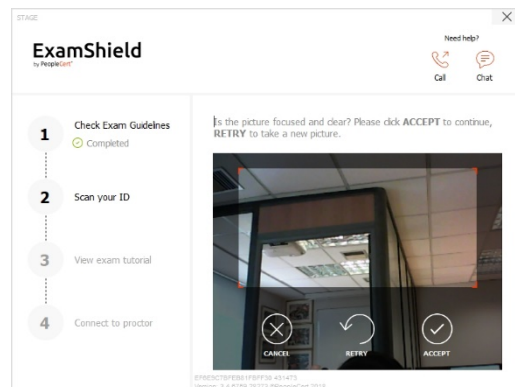 STAGE
ExamShield
by PeopleCert
Need help?
Call
Chat
1
Check Exam Guidelines
Completed
2
Scan your ID
3
View exam tutorial
4
Connect to proctor
Is the picture focused and clear? Please click ACCEPT to continue,
RETRY to take a new picture.
CANCEL
RETRY
ACCEPT